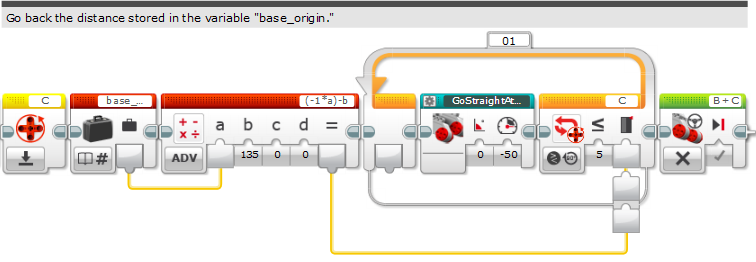 Go back the distance stored in the variable "base_origin."
01
C
base_...
(-1*a)-b
GoStraightAt...
C
B + C
a b c d =
0 -50
≤
ADV
135 0 0
#
5